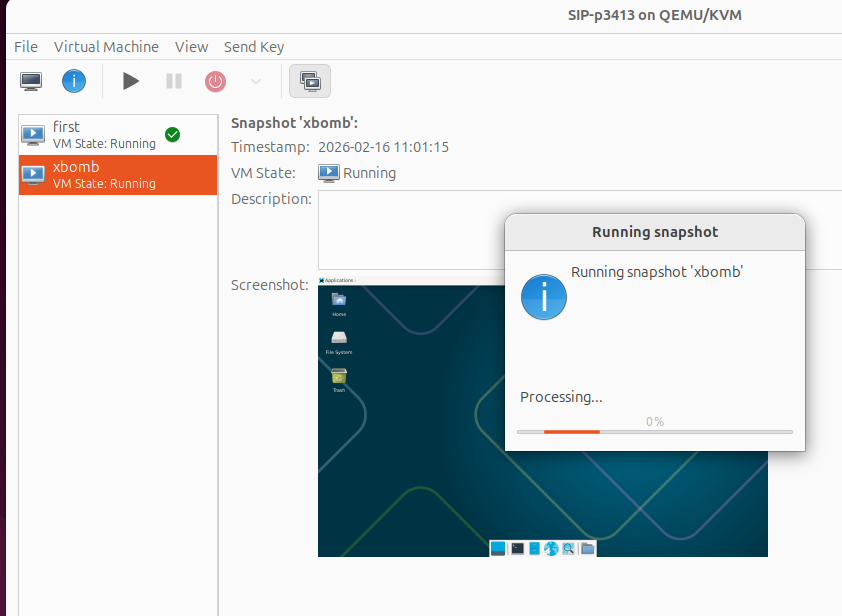 SIP-p3413 on QEMU/KVM
File Virtual Machine View Send Key
first
VM State: Running
xbomb
VM State: Running
Snapshot 'xbomb':
Timestamp: 2026-02-16 11:01:15
VM State: Running
Description:
Screenshot:
Applications
Home
File System
Trash
Running snapshot
Running snapshot 'xbomb'
Processing...
0%